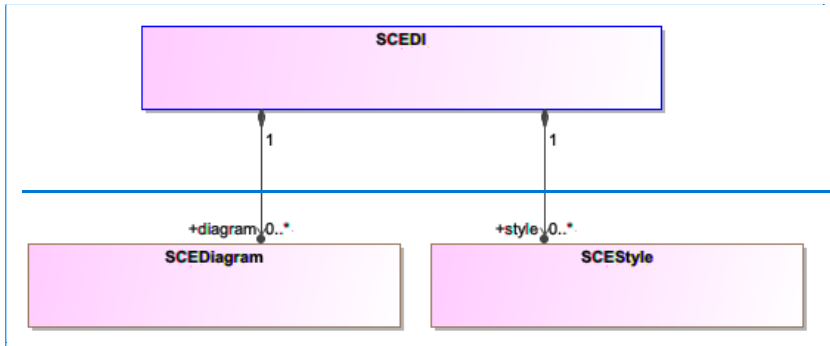 SCEDI
1 1
+diagram 0..* +style 0..*
SCEDiagram SCEStyle